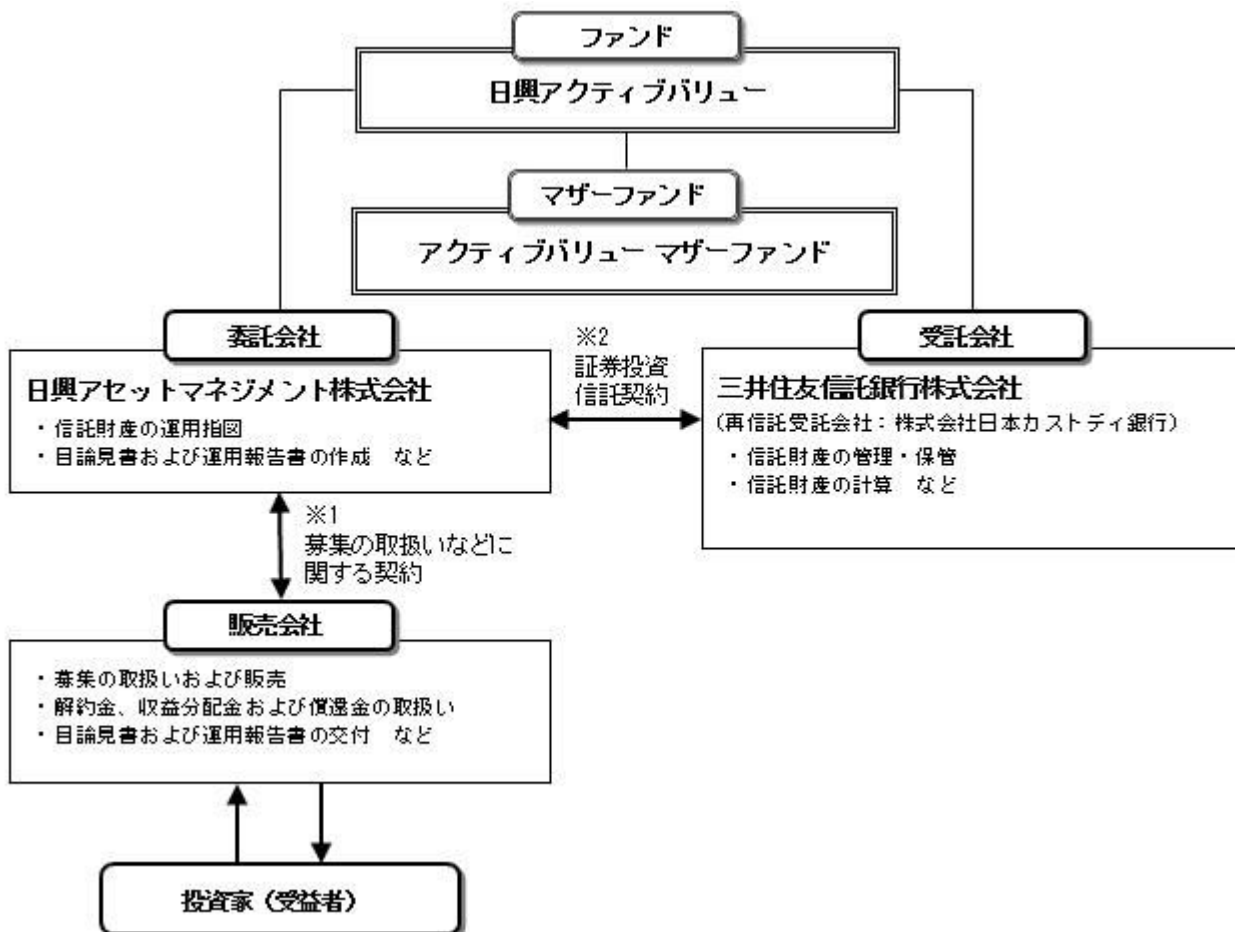 ファンド
日興アクティブバリュー
マザーファンド
アクティブバリュー マザーファンド
委託会社
日興アセットマネジメント株式会社
・信託財産の運用指図
・目論見書および運用報告書の作成　など
※2
証券投資
信託契約
受託会社
三井住友信託銀行株式会社
(再信託受託会社：株式会社日本カストディ銀行)
・信託財産の管理・保管
・信託財産の計算　など
※1
募集の取扱いなどに
関する契約
販売会社
・募集の取扱いおよび販売
・解約金、収益分配金および償還金の取扱い
・目論見書および運用報告書の交付　など
投資家（受益者）